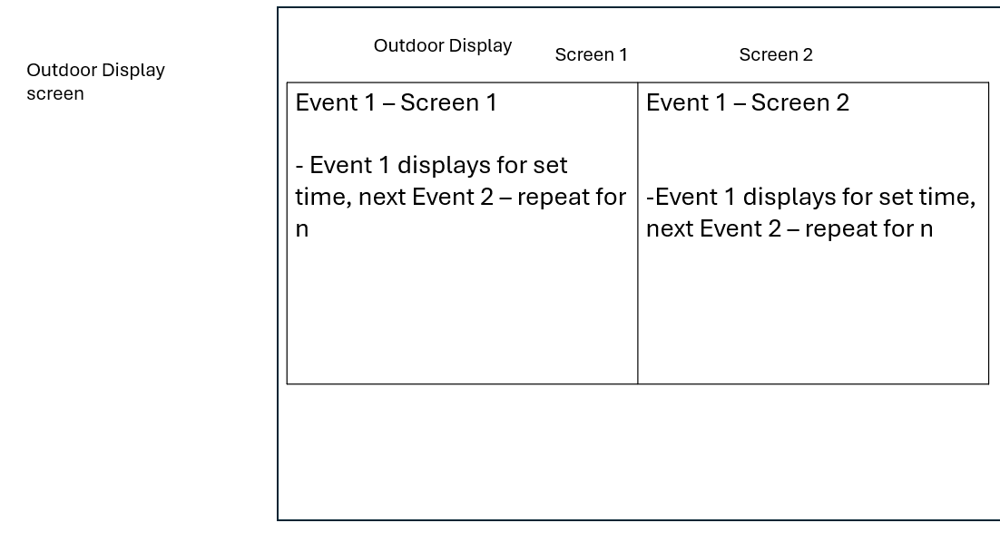 Outdoor Display
screen
Outdoor Display
Screen 1
Screen 2
Event 1 – Screen 1
- Event 1 displays for set
time, next Event 2 – repeat for
n
Event 1 – Screen 2
-Event 1 displays for set time,
next Event 2 – repeat for n